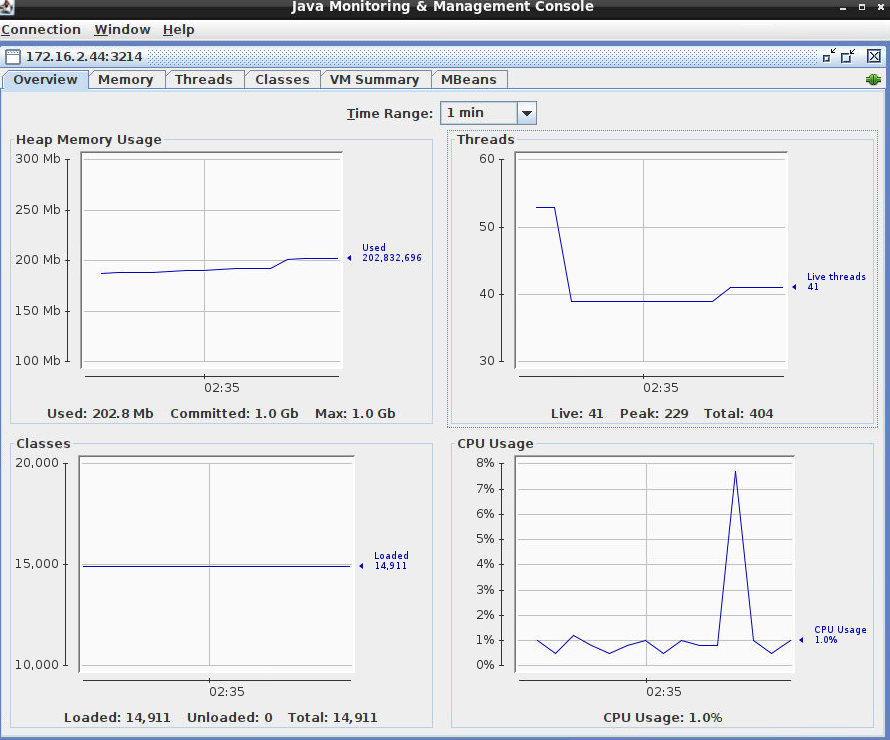 Java Monitoring & Management Console
Connection Window Help
172.16.2.44:3214
Overview Memory Threads Classes VM Summary MBeans
Time Range: 1 min
Heap Memory Usage
300 Mb
250 Mb
200 Mb
150 Mb
100 Mb
Used
202,832,696
02:35
Used: 202.8 Mb Committed: 1.0 Gb Max: 1.0 Gb
Threads
60
50
40
30
Live threads
41
02:35
Live: 41 Peak: 229 Total: 404
Classes
20,000
15,000
10,000
Loaded
14,911
02:35
Loaded: 14,911 Unloaded: 0 Total: 14,911
CPU Usage
8%
7%
6%
5%
4%
3%
2%
1%
0%
CPU Usage
1.0%
02:35
CPU Usage: 1.0%